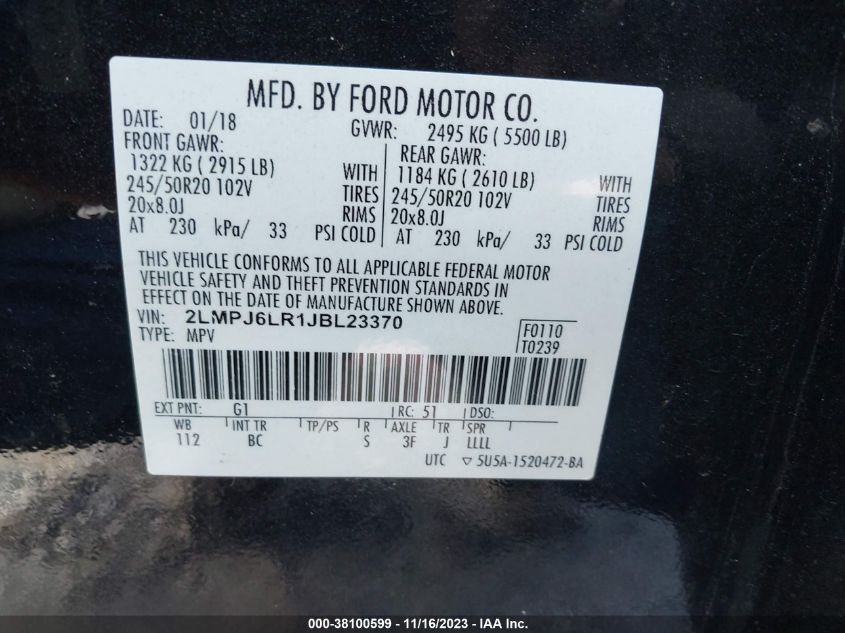 MFD. BY FORD MOTOR CO.
DATE: 01/18 GVWR: 2495 KG ( 5500 LB)
FRONT GAWR: REAR GAWR:
1322 KG ( 2915 LB) WITH 1184 KG ( 2610 LB) WITH
245/50R20 102V TIRES 245/50R20 102V TIRES
20x8.0J RIMS 20x8.0J RIMS
AT 230 kPa/ 33 PSI COLD AT 230 kPa/ 33 PSI COLD
THIS VEHICLE CONFORMS TO ALL APPLICABLE FEDERAL MOTOR
VEHICLE SAFETY AND THEFT PREVENTION STANDARDS IN
EFFECT ON THE DATE OF MANUFACTURE SHOWN ABOVE.
VIN: 2LMPJ6LR1JBL23370 F0110
TYPE: MPV T0239
EXT PNT: G1 RC: 51 DSO:
WB INT TR TP/PS R AXLE TR SPR
112 BC S 3F J LLLL
UTC ▽ 5U5A-1520472-BA
000-38100599 - 11/16/2023 - IAA Inc.